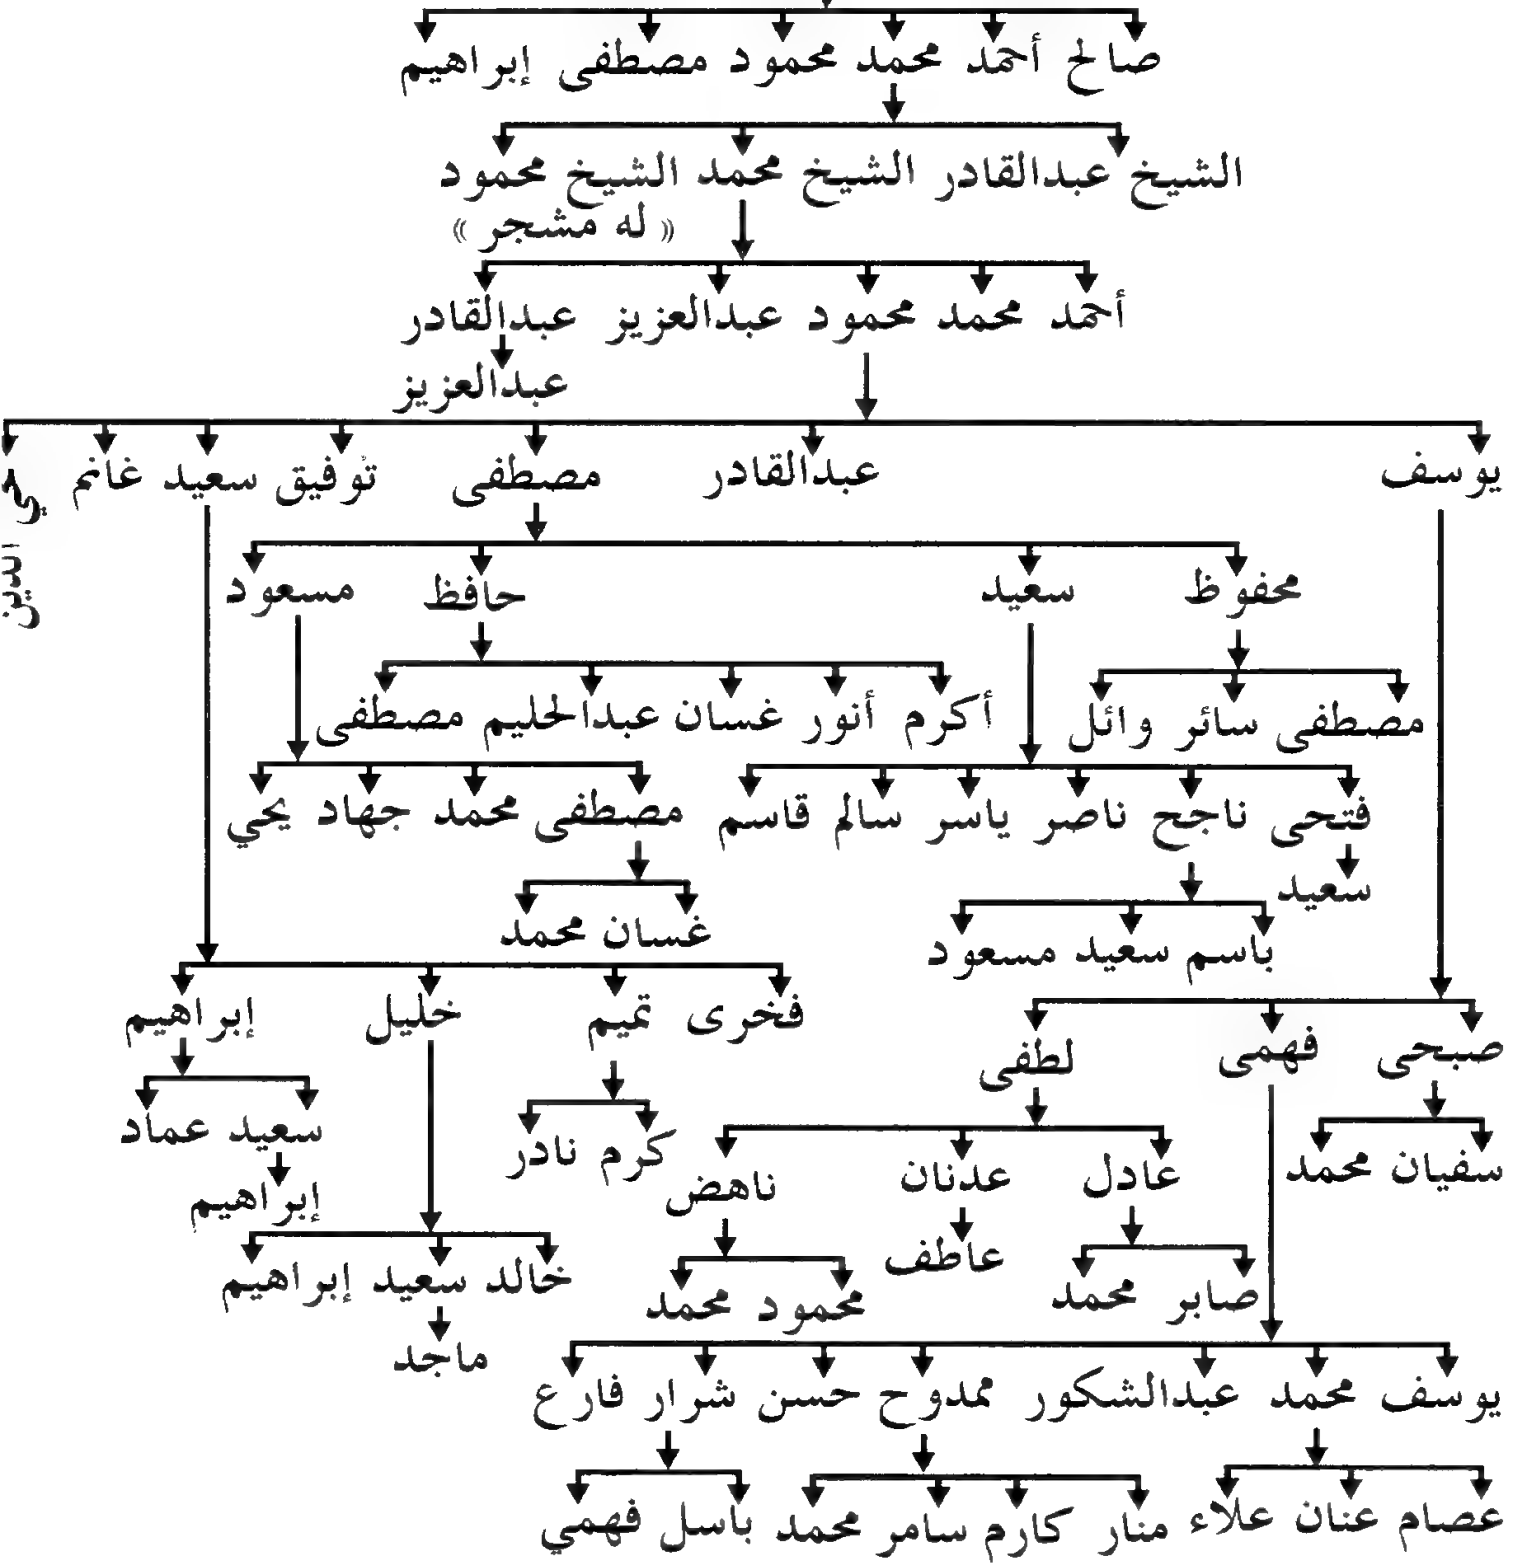 صالح أحمد محمد محمود مصطفى إبراهيم
الشيخ عبدالقادر الشيخ محمد الشيخ محمود
« له مشجر »
أحمد محمد محمود عبدالعزيز عبدالقادر
عبدالعزيز
يوسف عبدالقادر مصطفى توفيق سعيد غانم
محفوظ سعيد حافظ مسعود
مصطفى سائر وائل أكرم أنور غسان عبدالحليم مصطفى
فتحى ناجح ناصر ياسر سالم قاسم مصطفى محمد جهاد يحي
سعيد
باسم سعيد مسعود غسان محمد
فخرى تميم خليل إبراهيم
صبحى فهمى لطفى
سعيد عماد
كرم نادر
سفيان محمد عادل عدنان ناهض
إبراهيم
عاطف
خالد سعيد إبراهيم
صابر محمد محمود محمد
ماجد
يوسف محمد عبدالشكور ممدوح حسن شرار فارع
عصام عنان علاء منار كارم سامر محمد باسل فهمي